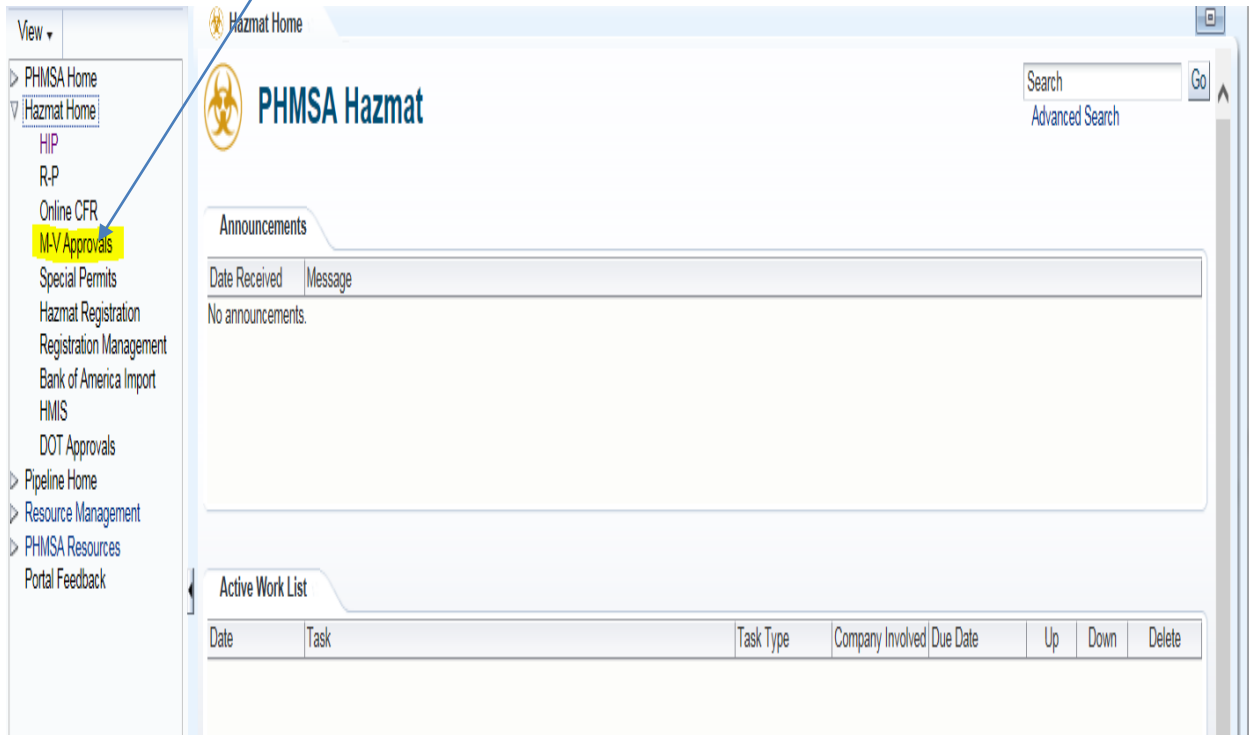 View
PHMSA Home
Hazmat Home
HIP
R-P
Online CFR
M-V Approvals
Special Permits
Hazmat Registration
Registration Management
Bank of America Import
HMIS
DOT Approvals
Pipeline Home
Resource Management
PHMSA Resources
Portal Feedback
Hazmat Home
PHMSA Hazmat
Search Go
Advanced Search
Announcements
Date Received Message
No announcements.
Active Work List
Date Task Task Type Company Involved Due Date Up Down Delete